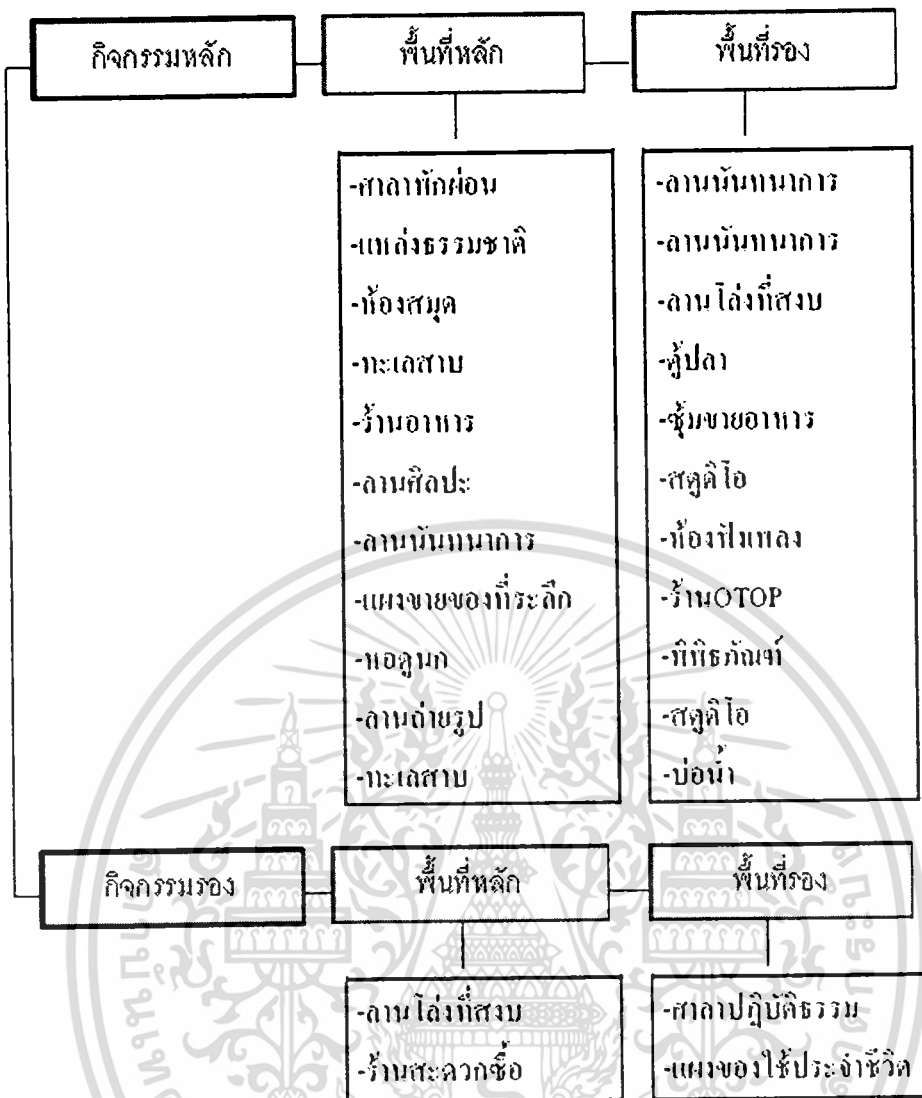 กิจกรรมหลัก
พื้นที่หลัก
พื้นที่รอง
-ศาลาพักผ่อน
-แหล่งธรรมชาติ
-ห้องสมุด
-ทะเลสาบ
-ร้านอาหาร
-ลานศิลปะ
-ลานนันทนาการ
-แผงขายของที่ระลึก
-หอดูนก
-ลานถ่ายรูป
-ทะเลสาบ
-ลานนันทนาการ
-ลานนันทนาการ
-ลานโล่งที่สงบ
-ตู้ปลา
-ซุ้มขายอาหาร
-สตูดิโอ
-ห้องฟังเพลง
-ร้านOTOP
-พิพิธภัณฑ์
-สตูดิโอ
-บ่อน้ำ
กิจกรรมรอง
พื้นที่หลัก
พื้นที่รอง
-ลานโล่งที่สงบ
-ร้านสะดวกซื้อ
-ศาลาปฎิบัติธรรม
-แผงของใช้ประจำชีวิต